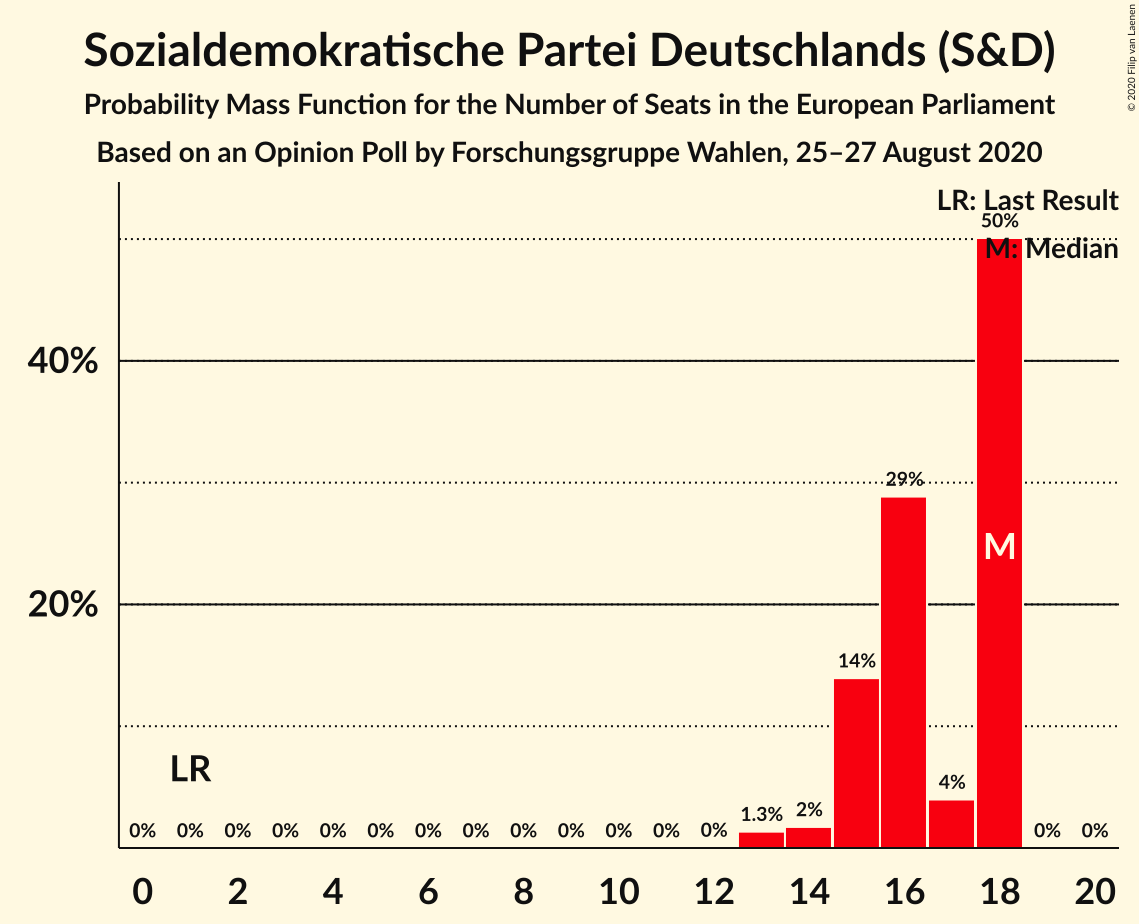 Sozialdemokratische Partei Deutschlands (S&D)
Probability Mass Function for the Number of Seats in the European Parliament
Based on an Opinion Poll by Forschungsgruppe Wahlen, 25–27 August 2020
© 2020 Filip van Laenen
LR: Last Result
50%
M: Median
40%
29%
M
20%
14%
LR
4%
0% 0% 0% 0% 0% 0% 0% 0% 0% 0% 0% 0% 0% 1.3% 2% 0% 0%
0 2 4 6 8 10 12 14 16 18 20